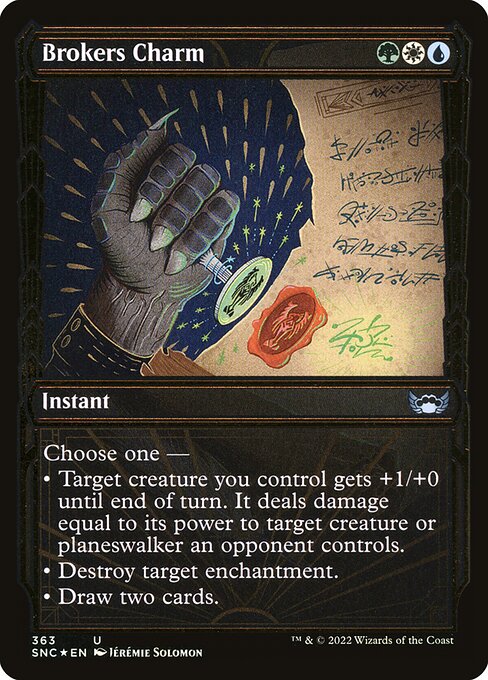 Brokers Charm
Instant
Choose one —
• Target creature you control gets +1/+0
until end of turn. It deals damage
equal to its power to target creature or
planeswalker an opponent controls.
• Destroy target enchantment.
• Draw two cards.
363 U
SNC★EN JÉRÉMIE SOLOMON
™ & © 2022 Wizards of the Coast